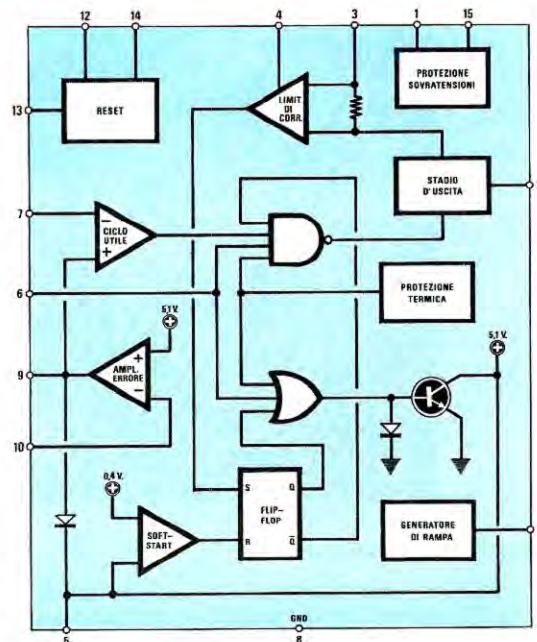 12 14 4 3 1 15
13
RESET
LIMIT.
DI
CORR.
PROTEZIONE
SOVRATENSIONI
STADIO
D'USCITA
7
CICLO
UTILE
- +
6
PROTEZIONE
TERMICA
5,1 V.
5,1 V.
9
AMPL.
ERRORE
+ -
10
0,4 V.
SOFT-
START
S Q
FLIP-
FLOP
R Q̅
GENERATORE
DI RAMPA
GND
5 8